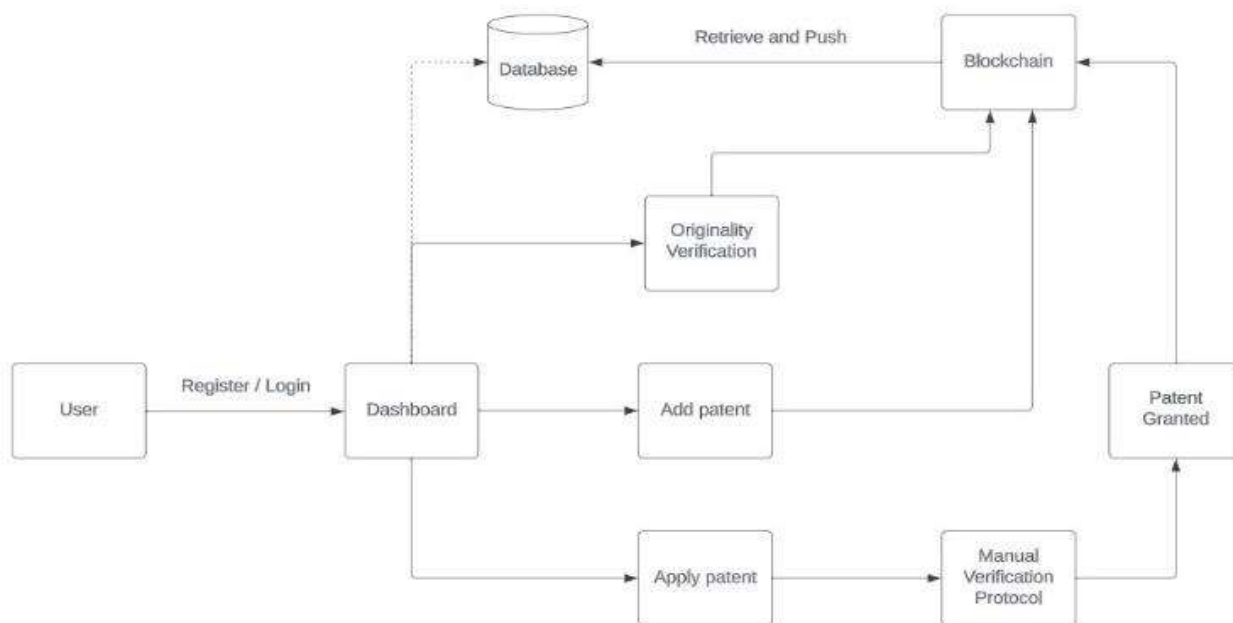 Retrieve and Push
Database
Blockchain
Originality
Verification
Register / Login
User
Dashboard
Add patent
Patent
Granted
Apply patent
Manual
Verification
Protocol